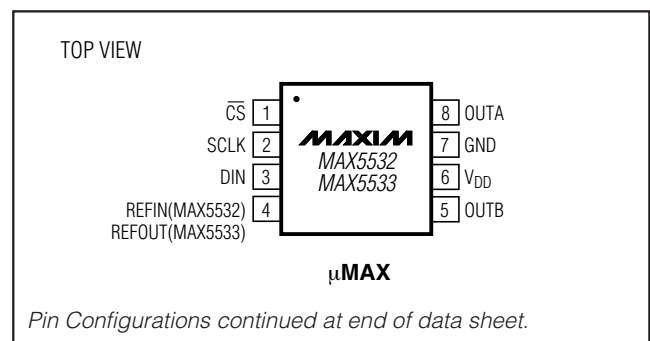 TOP VIEW
C̅S̅ 1
8 OUTA
SCLK 2
MAXIM
7 GND
DIN 3
MAX5532
MAX5533
6 VDD
REFIN(MAX5532) 4
REFOUT(MAX5533)
5 OUTB
μMAX
Pin Configurations continued at end of data sheet.